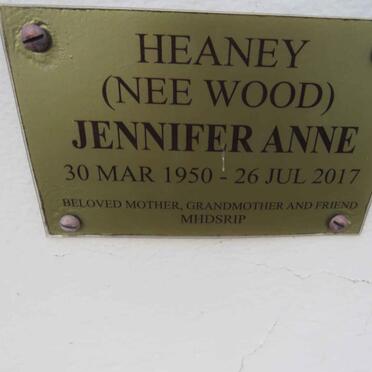 HEANEY
(NEE WOOD)
JENNIFER ANNE
30 MAR 1950 - 26 JUL 2017
BELOVED MOTHER, GRANDMOTHER AND FRIEND
MHDSRIP